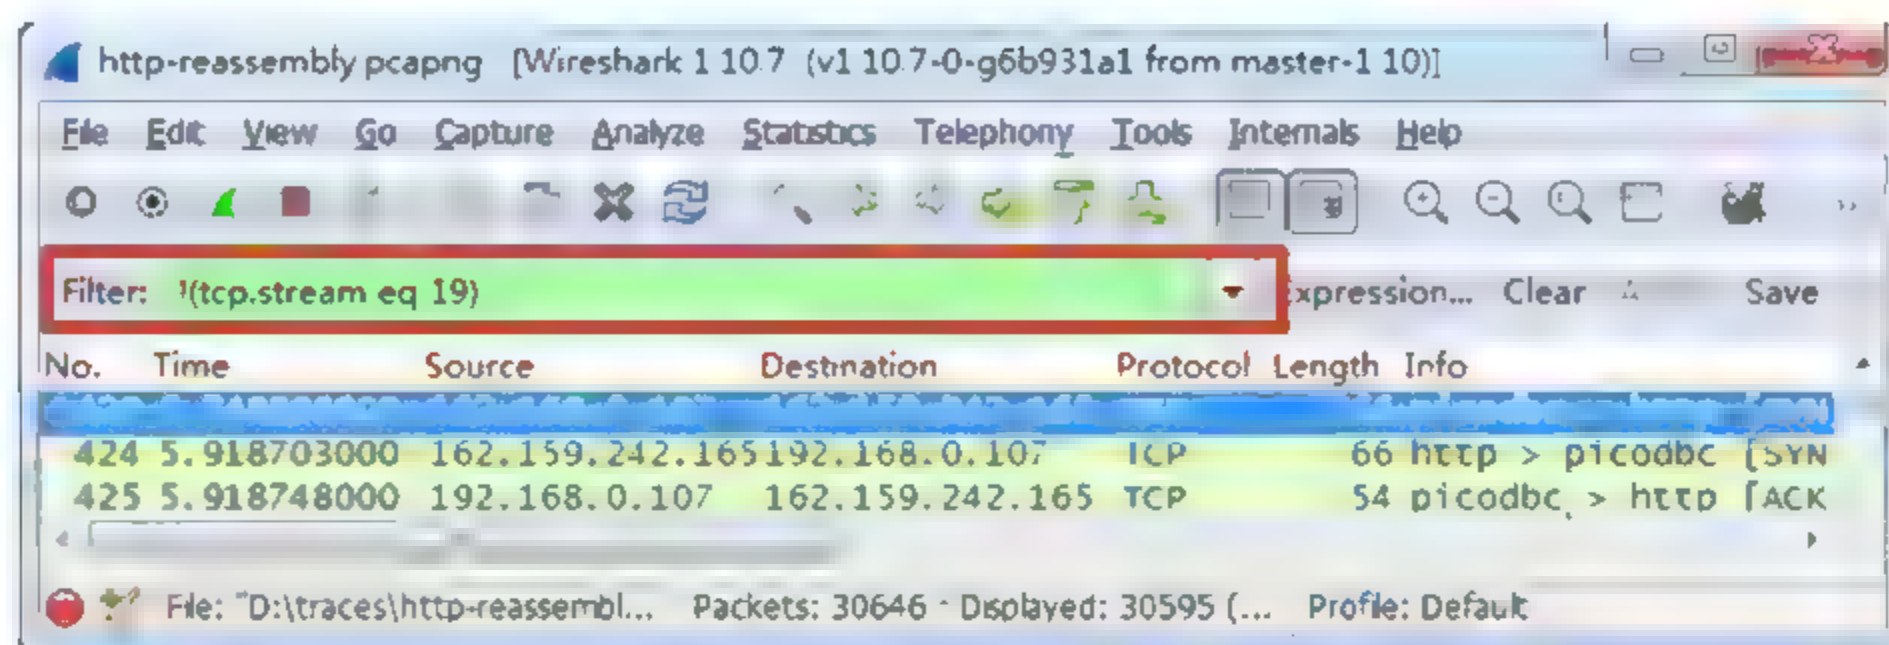 http-reassembly pcapng [Wireshark 1 10.7 (v1 10.7-0-g6b931a1 from master-1 10)]
File Edit View Go Capture Analyze Statistics Telephony Tools Internals Help
Filter: !(tcp.stream eq 19) xpression... Clear Save
No. Time Source Destination Protocol Length Info
424 5.918703000 162.159.242.165 192.168.0.107 TCP 66 http > picodbc [SYN
425 5.918748000 192.168.0.107 162.159.242.165 TCP 54 picodbc > http [ACK
File: "D:\traces\http-reassembl... Packets: 30646 · Displayed: 30595 (... Profile: Default